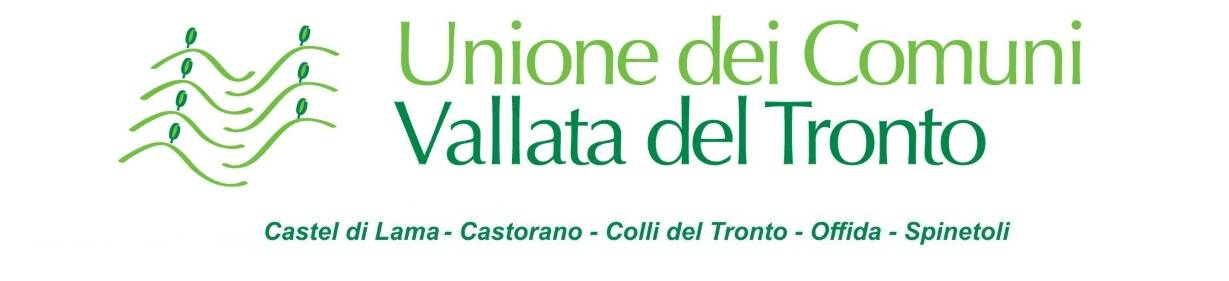 Unione dei Comuni
Vallata del Tronto
Castel di Lama - Castorano - Colli del Tronto - Offida - Spinetoli